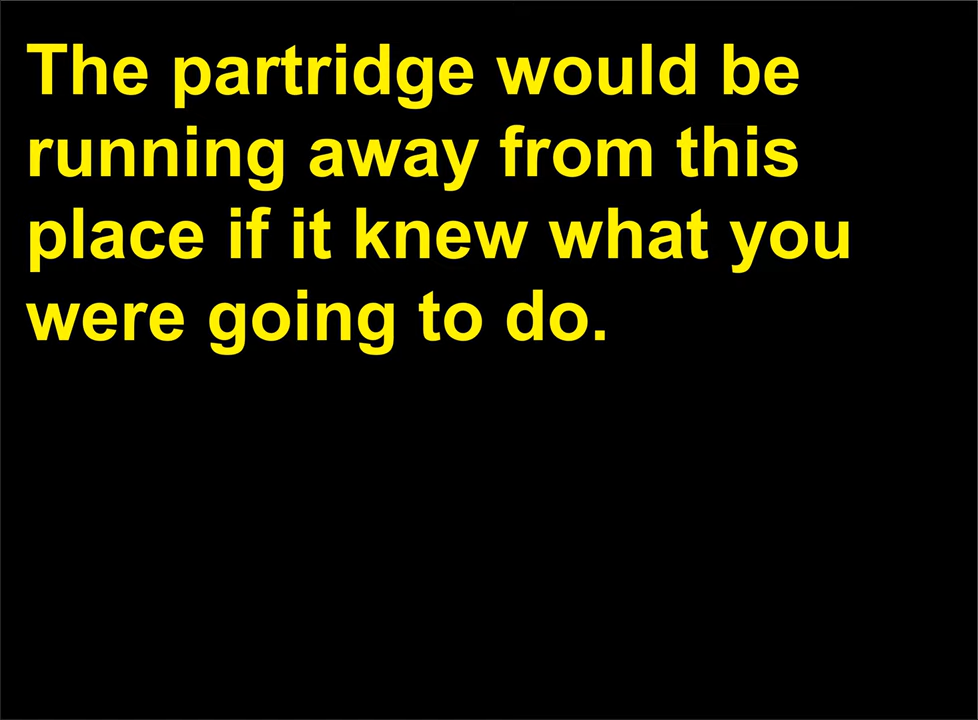 The partridge would be
running away from this
place if it knew what you
were going to do.